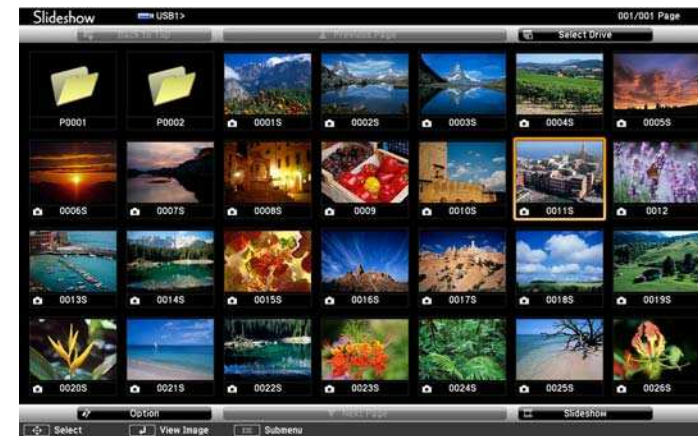 Slideshow USB1> 001/001 Page
Back to Top Previous Page Select Drive
P0001 P0002 0001S 0002S 0003S 0004S 0005S
0006S 0007S 0008S 0009 0010S 0011S 0012
0013S 0014S 0015S 0016S 0017S 0018S 0019S
0020S 0021S 0022S 0023S 0024S 0025S 0026S
Option Next Page Slideshow
Select View Image Submenu